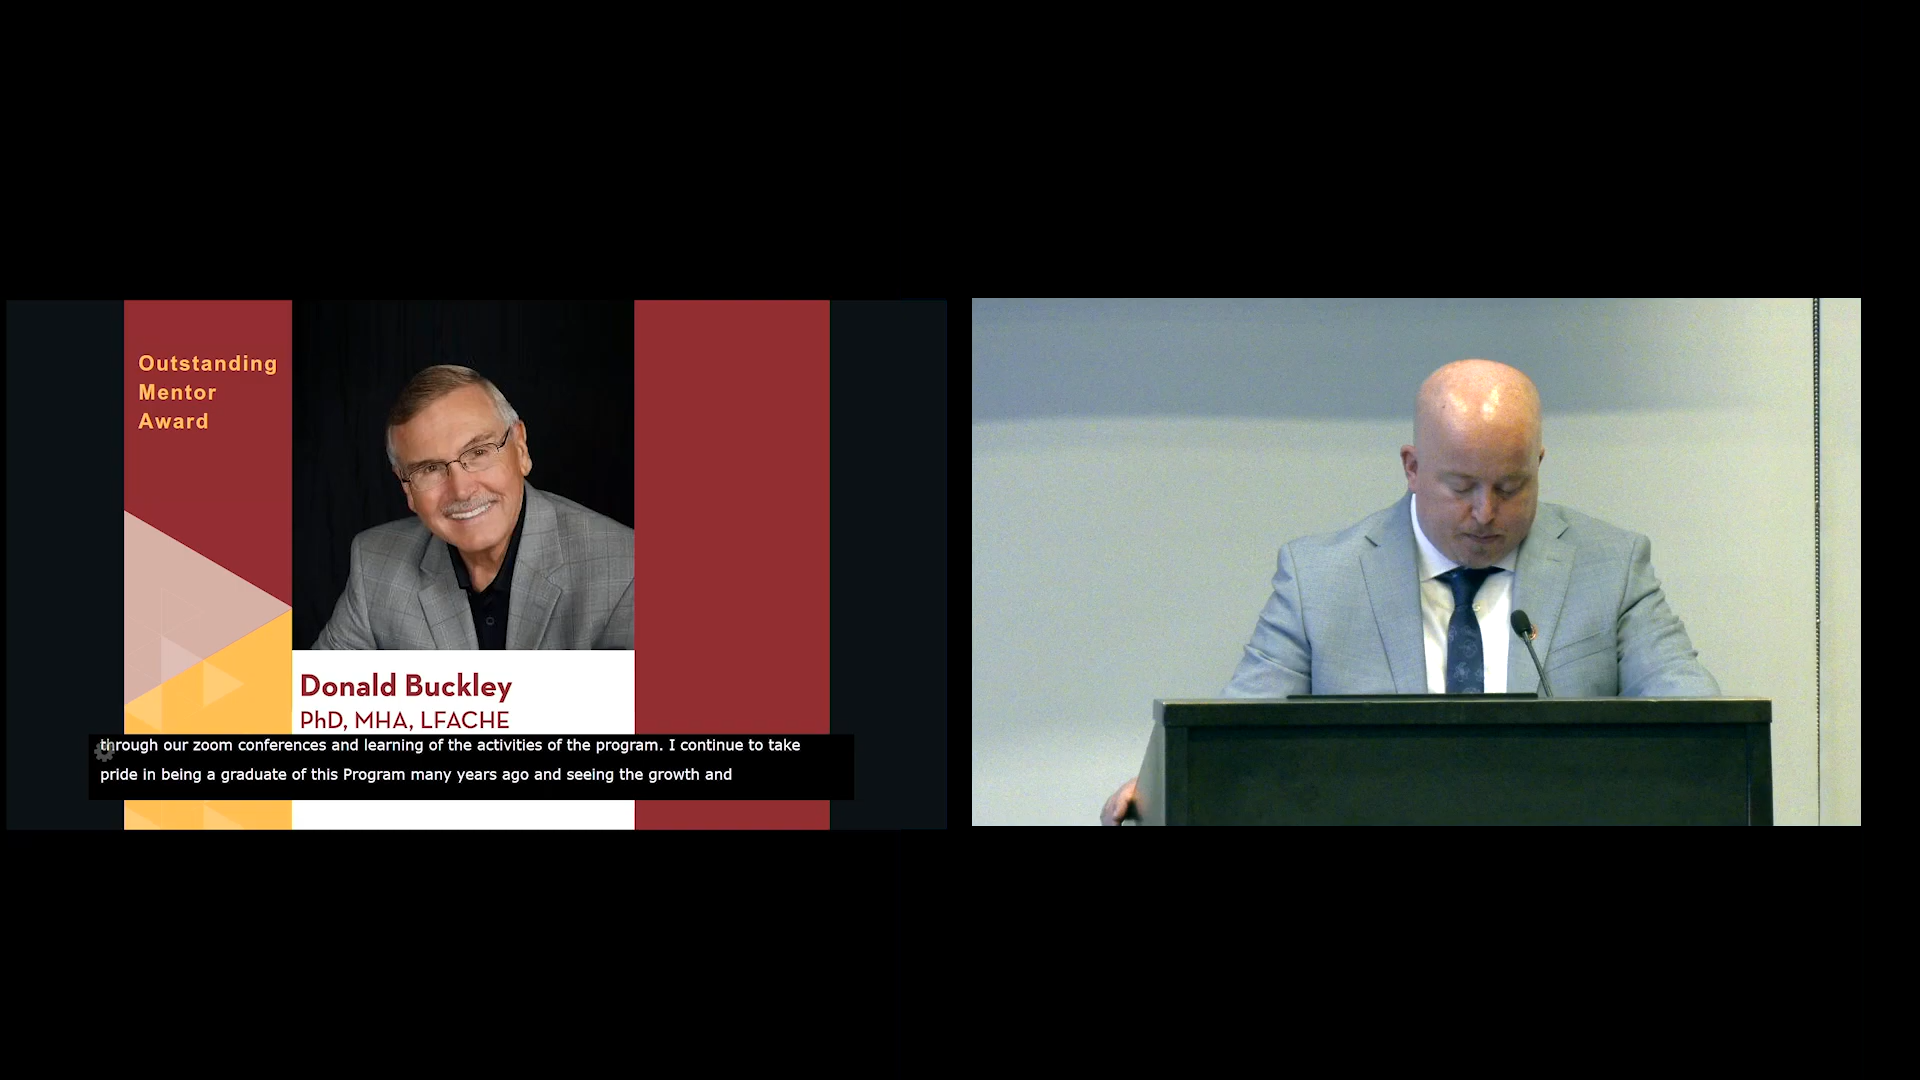 Outstanding
Mentor
Award
Donald Buckley
PhD, MHA, LFACHE
through our zoom conferences and learning of the activities of the program. I continue to take
pride in being a graduate of this Program many years ago and seeing the growth and